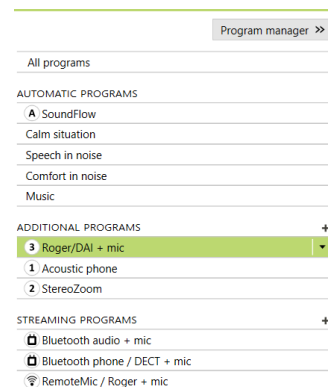 Program manager »
All programs
AUTOMATIC PROGRAMS
A SoundFlow
Calm situation
Speech in noise
Comfort in noise
Music
ADDITIONAL PROGRAMS +
3 Roger/DAI + mic
1 Acoustic phone
2 StereoZoom
STREAMING PROGRAMS +
Bluetooth audio + mic
Bluetooth phone / DECT + mic
RemoteMic / Roger + mic